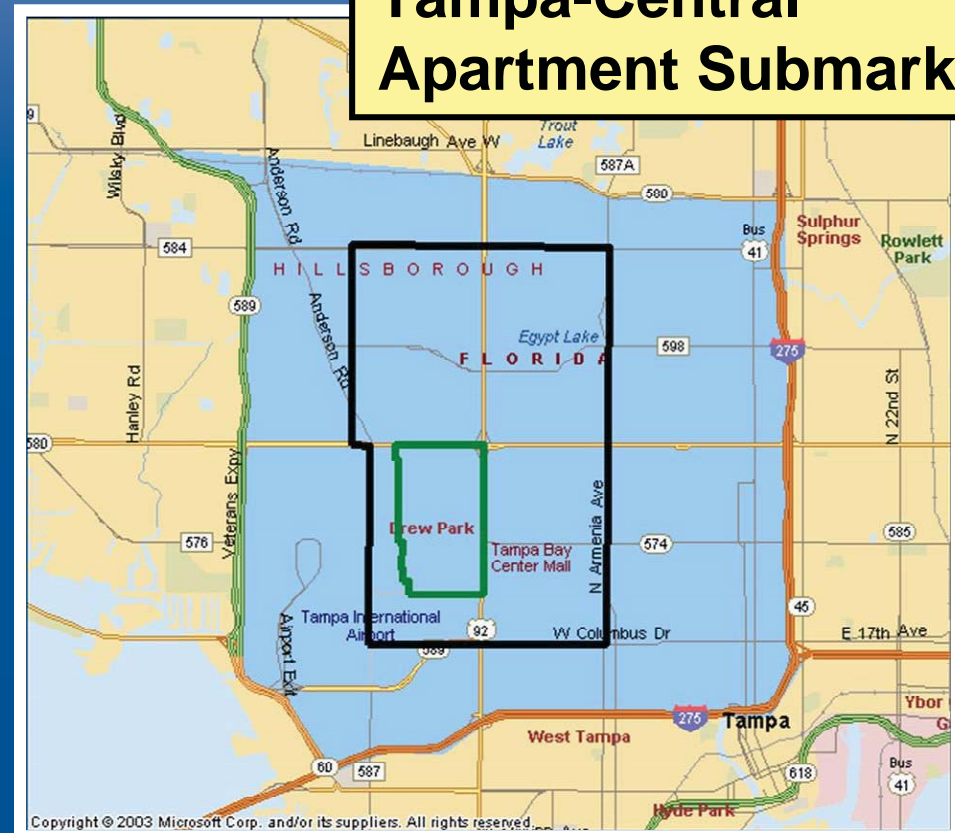 Tampa-Central
Apartment Submark
Trout
Lake
Linebaugh Ave W
587A
580
Wilsky Blvd
Anderson Rd
Sulphur
Springs
Bus
41
Rowlett
Park
584
HILLSBOROUGH
589
Anderson Rd
Egypt Lake
598
FLORIDA
275
Hanley Rd
N 22nd St
580
Veterans Expy
N Armenia Ave
Drew Park
576
574
585
Tampa Bay
Center Mall
45
Tampa International
Airport
92
W Columbus Dr
E 17th Ave
589
Airport Exit
Ybor
275
Tampa
West Tampa
60
587
618
Bus
41
Hyde Park
Copyright © 2003 Microsoft Corp. and/or its suppliers. All rights reserved.